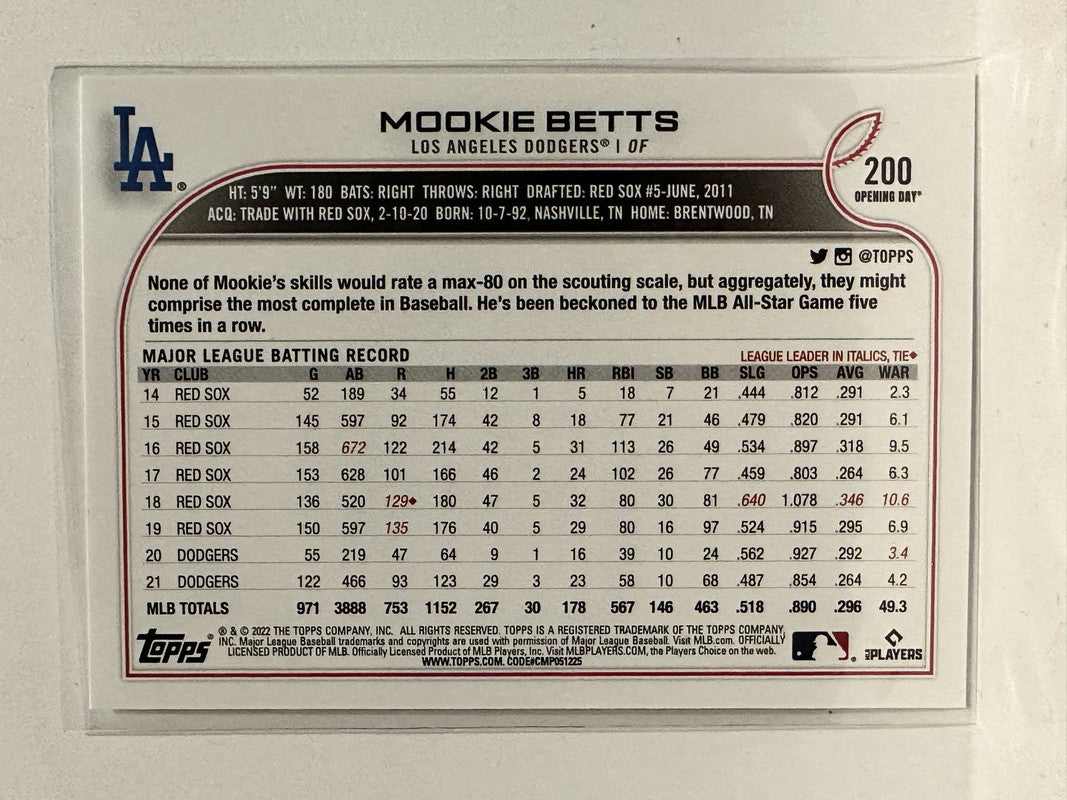 LA®
MOOKIE BETTS
LOS ANGELES DODGERS® | OF
200
OPENING DAY®
HT: 5'9" WT: 180 BATS: RIGHT THROWS: RIGHT DRAFTED: RED SOX #5-JUNE, 2011
ACQ: TRADE WITH RED SOX, 2-10-20 BORN: 10-7-92, NASHVILLE, TN HOME: BRENTWOOD, TN
@TOPPS
None of Mookie's skills would rate a max-80 on the scouting scale, but aggregately, they might
comprise the most complete in Baseball. He's been beckoned to the MLB All-Star Game five
times in a row.
MAJOR LEAGUE BATTING RECORD LEAGUE LEADER IN ITALICS, TIE◆
YR CLUB G AB R H 2B 3B HR RBI SB BB SLG OPS AVG WAR
14 RED SOX 52 189 34 55 12 1 5 18 7 21 .444 .812 .291 2.3
15 RED SOX 145 597 92 174 42 8 18 77 21 46 .479 .820 .291 6.1
16 RED SOX 158 672 122 214 42 5 31 113 26 49 .534 .897 .318 9.5
17 RED SOX 153 628 101 166 46 2 24 102 26 77 .459 .803 .264 6.3
18 RED SOX 136 520 129◆ 180 47 5 32 80 30 81 .640 1.078 .346 10.6
19 RED SOX 150 597 135 176 40 5 29 80 16 97 .524 .915 .295 6.9
20 DODGERS 55 219 47 64 9 1 16 39 10 24 .562 .927 .292 3.4
21 DODGERS 122 466 93 123 29 3 23 58 10 68 .487 .854 .264 4.2
MLB TOTALS 971 3888 753 1152 267 30 178 567 146 463 .518 .890 .296 49.3
topps®
® & © 2022 THE TOPPS COMPANY, INC. ALL RIGHTS RESERVED. TOPPS IS A REGISTERED TRADEMARK OF THE TOPPS COMPANY,
INC. Major League Baseball trademarks and copyrights are used with permission of Major League Baseball. Visit MLB.com. OFFICIALLY
LICENSED PRODUCT OF MLB. Officially Licensed Product of MLB Players, Inc. Visit MLBPLAYERS.COM, the Players Choice on the web.
WWW.TOPPS.COM. CODE#CMP051225
MLB PLAYERS